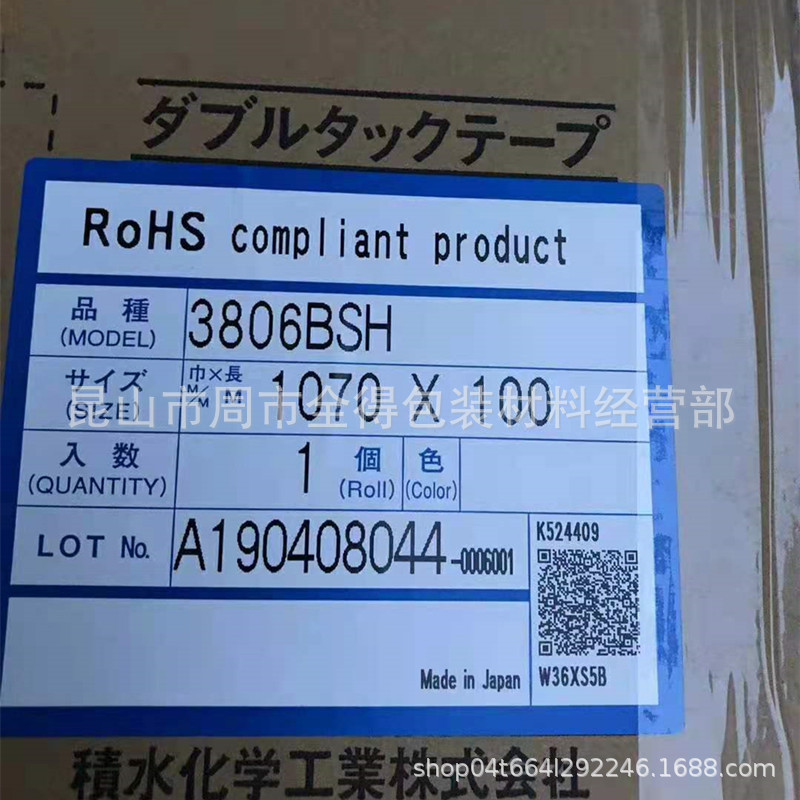 ダブルタックテープ
RoHS compliant product
品種 (MODEL) 3806BSH
サイズ (SIZE) 巾×長 M/M M 1070 X 100
昆山市周市全得包装材料经营部
入数 (QUANTITY) 1 個 (Roll) 色 (Color)
LOT No. A190408044-0006001
K524409
Made in Japan
W36XS5B
積水化学工業株式会社
shop04t664l292246.1688.com